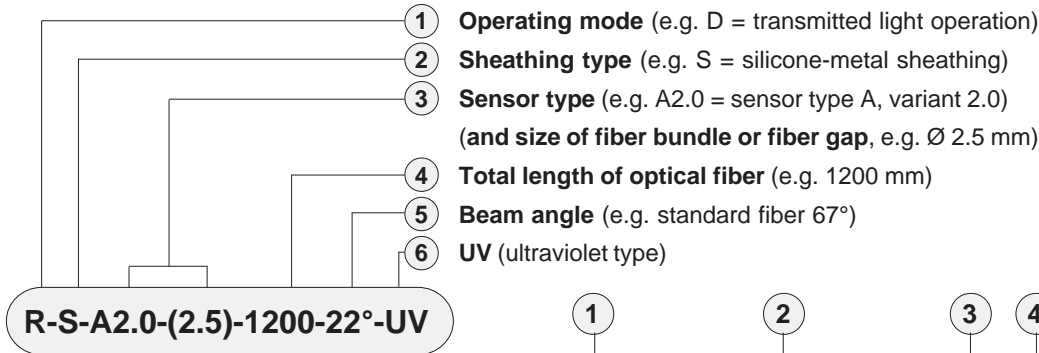 1 Operating mode (e.g. D = transmitted light operation)
2 Sheathing type (e.g. S = silicone-metal sheathing)
3 Sensor type (e.g. A2.0 = sensor type A, variant 2.0)
(and size of fiber bundle or fiber gap, e.g. Ø 2.5 mm)
4 Total length of optical fiber (e.g. 1200 mm)
5 Beam angle (e.g. standard fiber 67°)
6 UV (ultraviolet type)
R-S-A2.0-(2.5)-1200-22°-UV 1 2 3 4